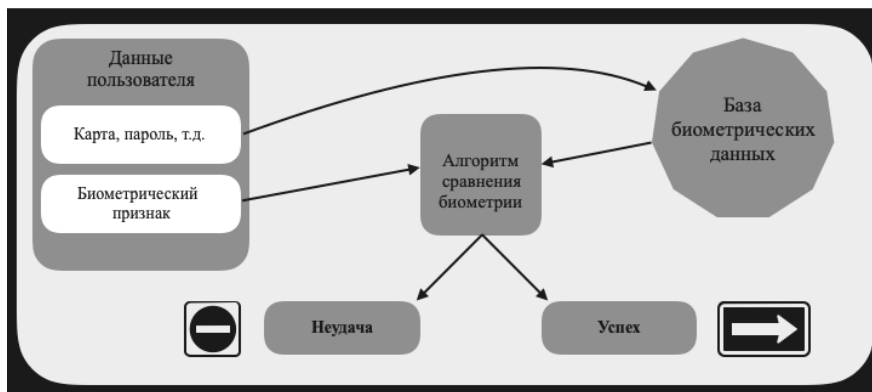 Данные
пользователя
Карта, пароль, т.д.
Биометрический
признак
Алгоритм
сравнения
биометрии
База
биометрических
данных
Неудача
Успех